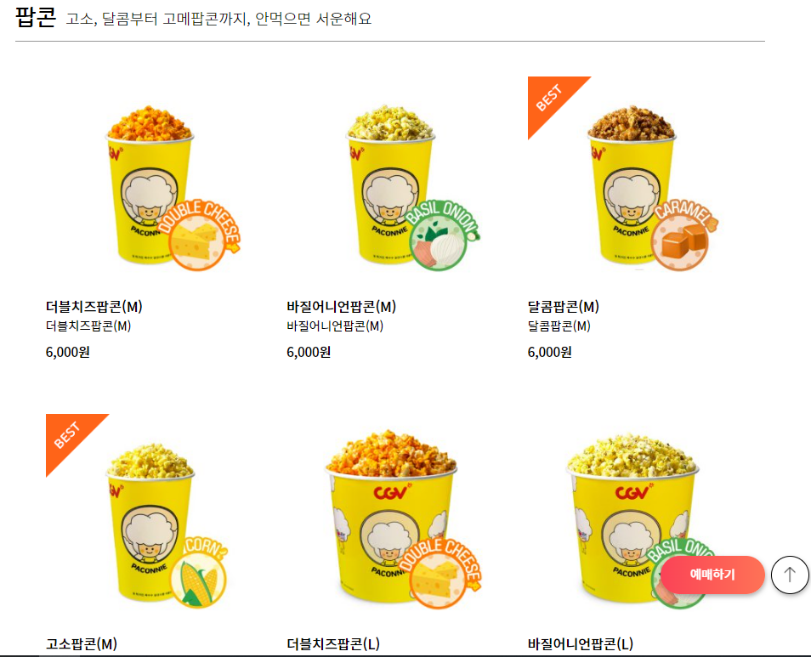 팝콘 고소, 달콤부터 고메팝콘까지, 안먹으면 서운해요
BEST
CGV
CGV
CGV
PACONNIE
DOUBLE CHEESE
PACONNIE
BASIL ONION
PACONNIE
CARAMEL
더블치즈팝콘(M)
더블치즈팝콘(M)
6,000원
바질어니언팝콘(M)
바질어니언팝콘(M)
6,000원
달콤팝콘(M)
달콤팝콘(M)
6,000원
BEST
CGV
CGV
CGV
PACONNIE
CORN
PACONNIE
DOUBLE CHEESE
PACONNIE
BASIL ONI
예매하기
고소팝콘(M)
더블치즈팝콘(L)
바질어니언팝콘(L)